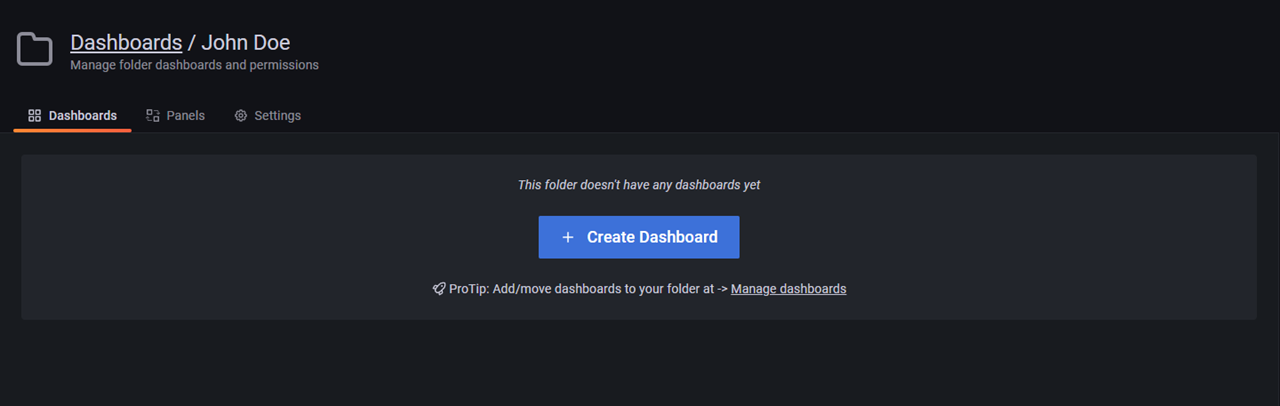 Dashboards / John Doe
Manage folder dashboards and permissions
Dashboards Panels Settings
This folder doesn't have any dashboards yet
+ Create Dashboard
ProTip: Add/move dashboards to your folder at -> Manage dashboards